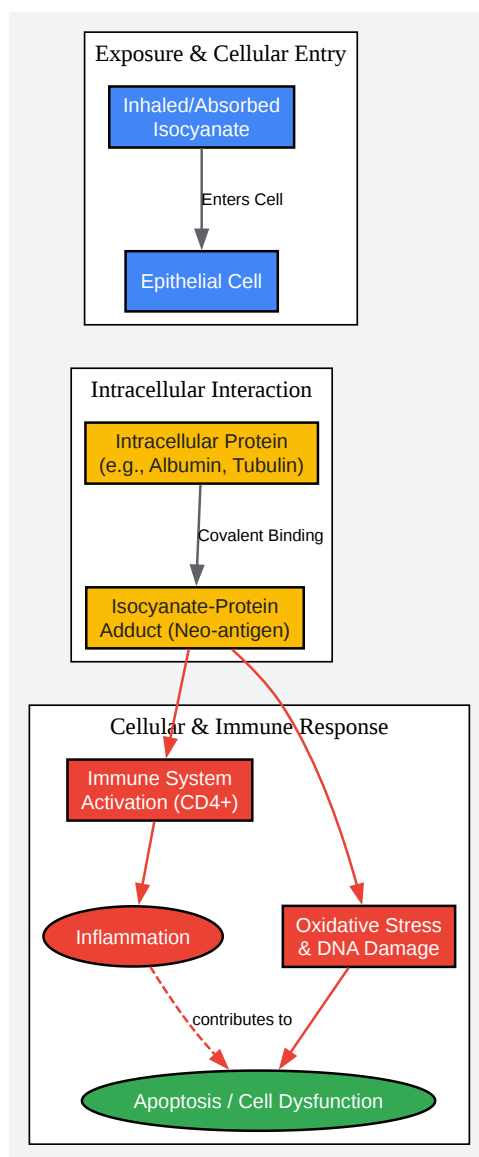 Exposure & Cellular Entry
Inhaled/Absorbed
Isocyanate
Enters Cell
Epithelial Cell
Intracellular Interaction
Intracellular Protein
(e.g., Albumin, Tubulin)
Covalent Binding
Isocyanate-Protein
Adduct (Neo-antigen)
Cellular & Immune Response
Immune System
Activation (CD4+)
Inflammation
Oxidative Stress
& DNA Damage
contributes to
Apoptosis / Cell Dysfunction